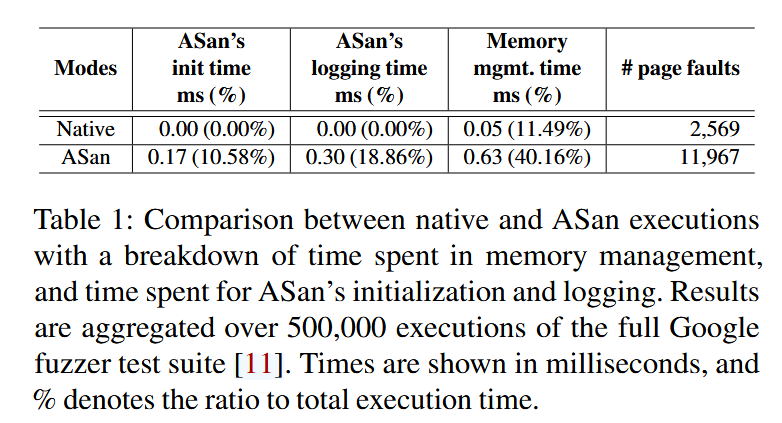 Modes ASan's init time ms (%) ASan's logging time ms (%) Memory mgmt. time ms (%) # page faults
Native 0.00 (0.00%) 0.00 (0.00%) 0.05 (11.49%) 2,569
ASan 0.17 (10.58%) 0.30 (18.86%) 0.63 (40.16%) 11,967
Table 1: Comparison between native and ASan executions
with a breakdown of time spent in memory management,
and time spent for ASan's initialization and logging. Results
are aggregated over 500,000 executions of the full Google
fuzzer test suite [11]. Times are shown in milliseconds, and
% denotes the ratio to total execution time.